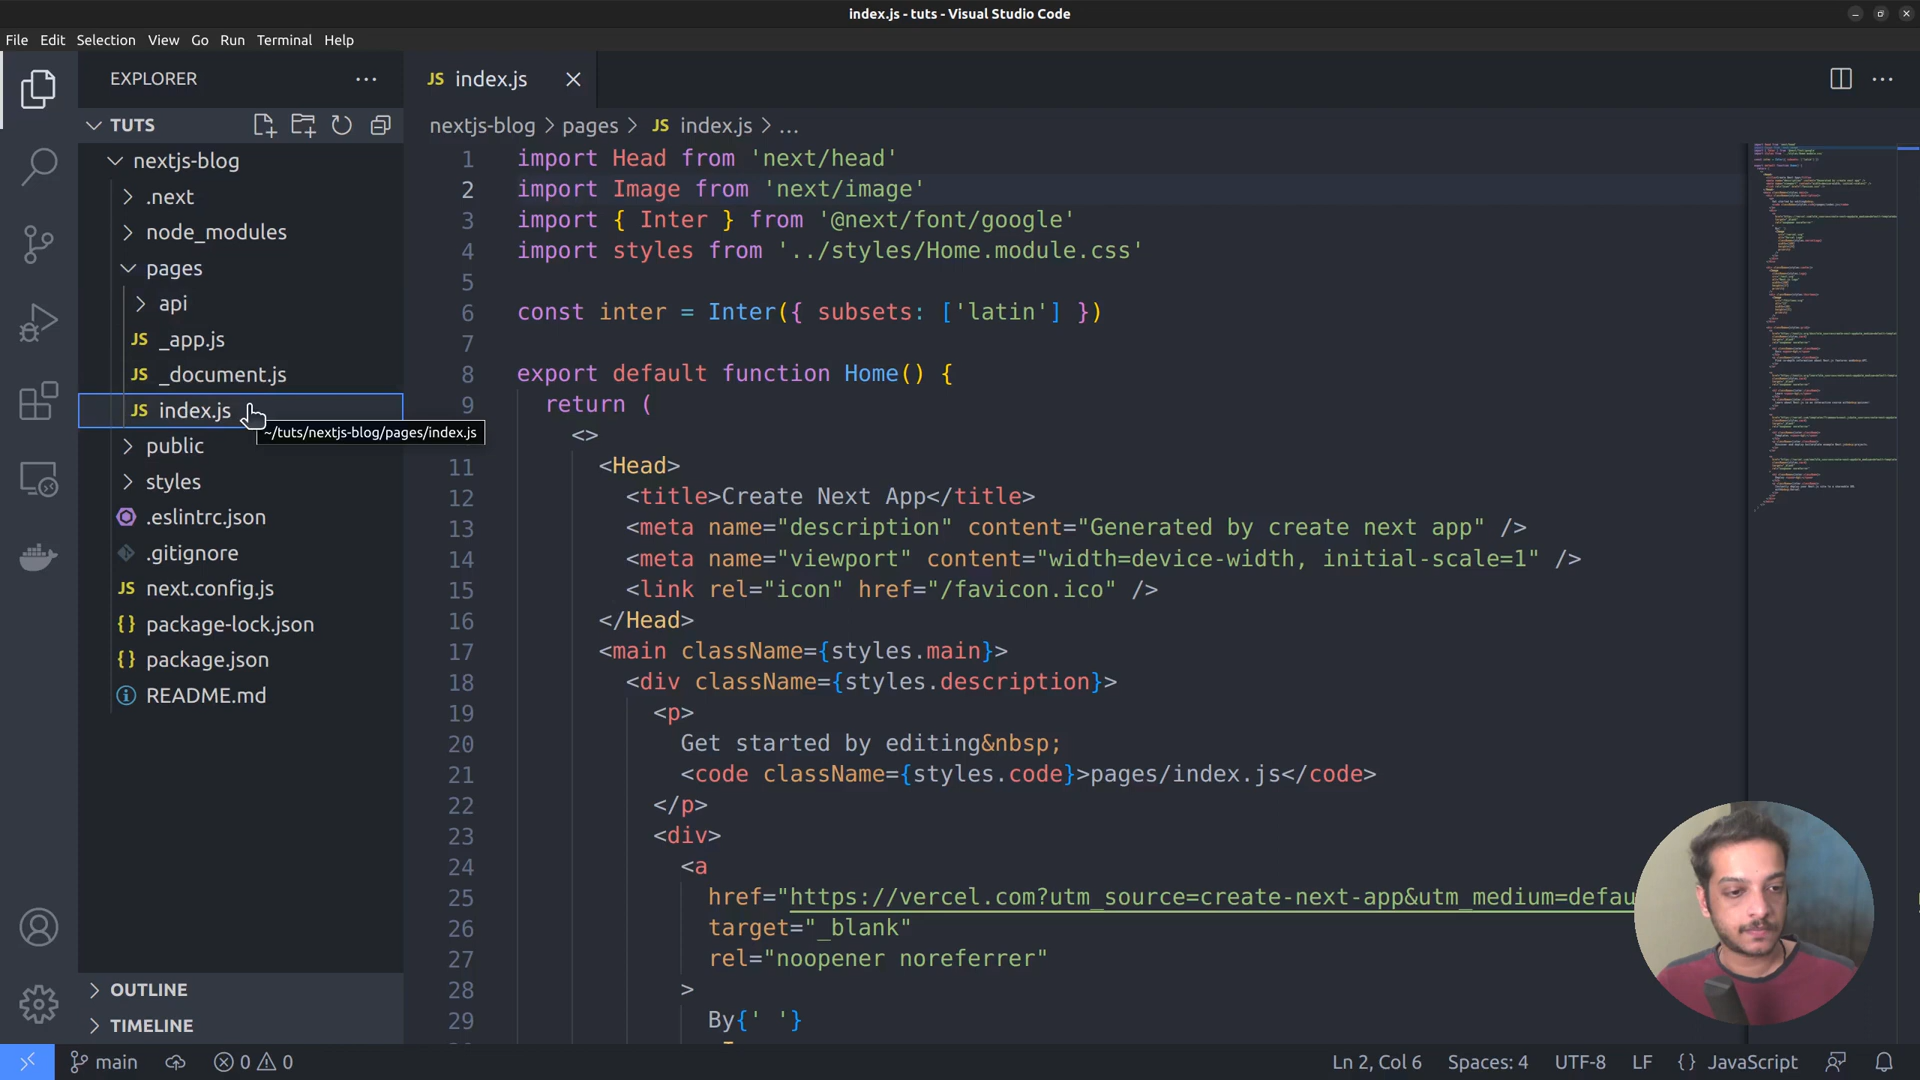 index.js - tuts - Visual Studio Code
File Edit Selection View Go Run Terminal Help
EXPLORER
TUTS
nextjs-blog
.next
node_modules
pages
api
JS _app.js
JS _document.js
JS index.js
~/tuts/nextjs-blog/pages/index.js
public
styles
.eslintrc.json
.gitignore
JS next.config.js
{} package-lock.json
{} package.json
README.md
OUTLINE
TIMELINE
JS index.js
nextjs-blog > pages > JS index.js > ...
1 import Head from 'next/head'
2 import Image from 'next/image'
3 import { Inter } from '@next/font/google'
4 import styles from '../styles/Home.module.css'
5
6 const inter = Inter({ subsets: ['latin'] })
7
8 export default function Home() {
9 return (
<>
11 <Head>
12 <title>Create Next App</title>
13 <meta name="description" content="Generated by create next app" />
14 <meta name="viewport" content="width=device-width, initial-scale=1" />
15 <link rel="icon" href="/favicon.ico" />
16 </Head>
17 <main className={styles.main}>
18 <div className={styles.description}>
19 <p>
20 Get started by editing&nbsp;
21 <code className={styles.code}>pages/index.js</code>
22 </p>
23 <div>
24 <a
25 href="https://vercel.com?utm_source=create-next-app&utm_medium=defau
26 target="_blank"
27 rel="noopener noreferrer"
28 >
29 By{' '}
main 0 0 Ln 2, Col 6 Spaces: 4 UTF-8 LF {} JavaScript